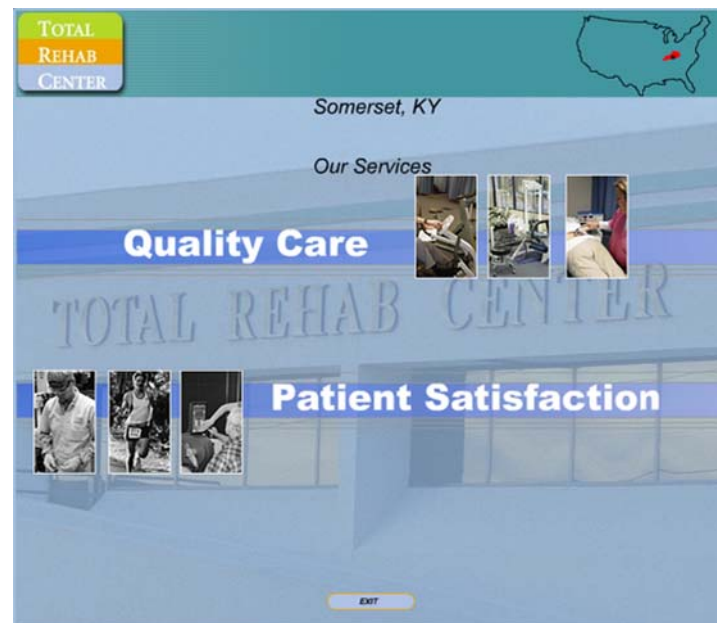 TOTAL
REHAB
CENTER
Somerset, KY
Our Services
Quality Care
TOTAL REHAB CENTER
Patient Satisfaction
EXIT